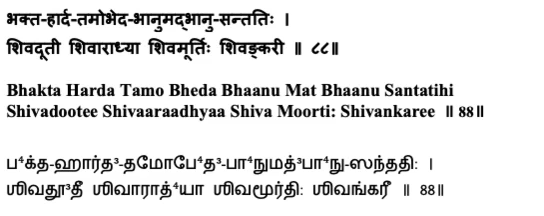 भक्त-हार्द-तमोभेद-भानुमद्भानु-सन्ततिः ।
शिवदूती शिवाराध्या शिवमूर्तिः शिवङ्करी ॥ ८८॥
Bhakta Harda Tamo Bheda Bhaanu Mat Bhaanu Santatihi
Shivadootee Shivaaraadhyaa Shiva Moorti: Shivankaree ॥ 88॥
ப⁴க்த-ஹார்த³-தமோபே⁴த³-பா⁴நுமத்³பா⁴நு-ஸந்ததி: ।
ஶிவதூ³தீ ஶிவாராத்⁴யா ஶிவமூர்தி: ஶிவங்கரீ ॥ 88॥